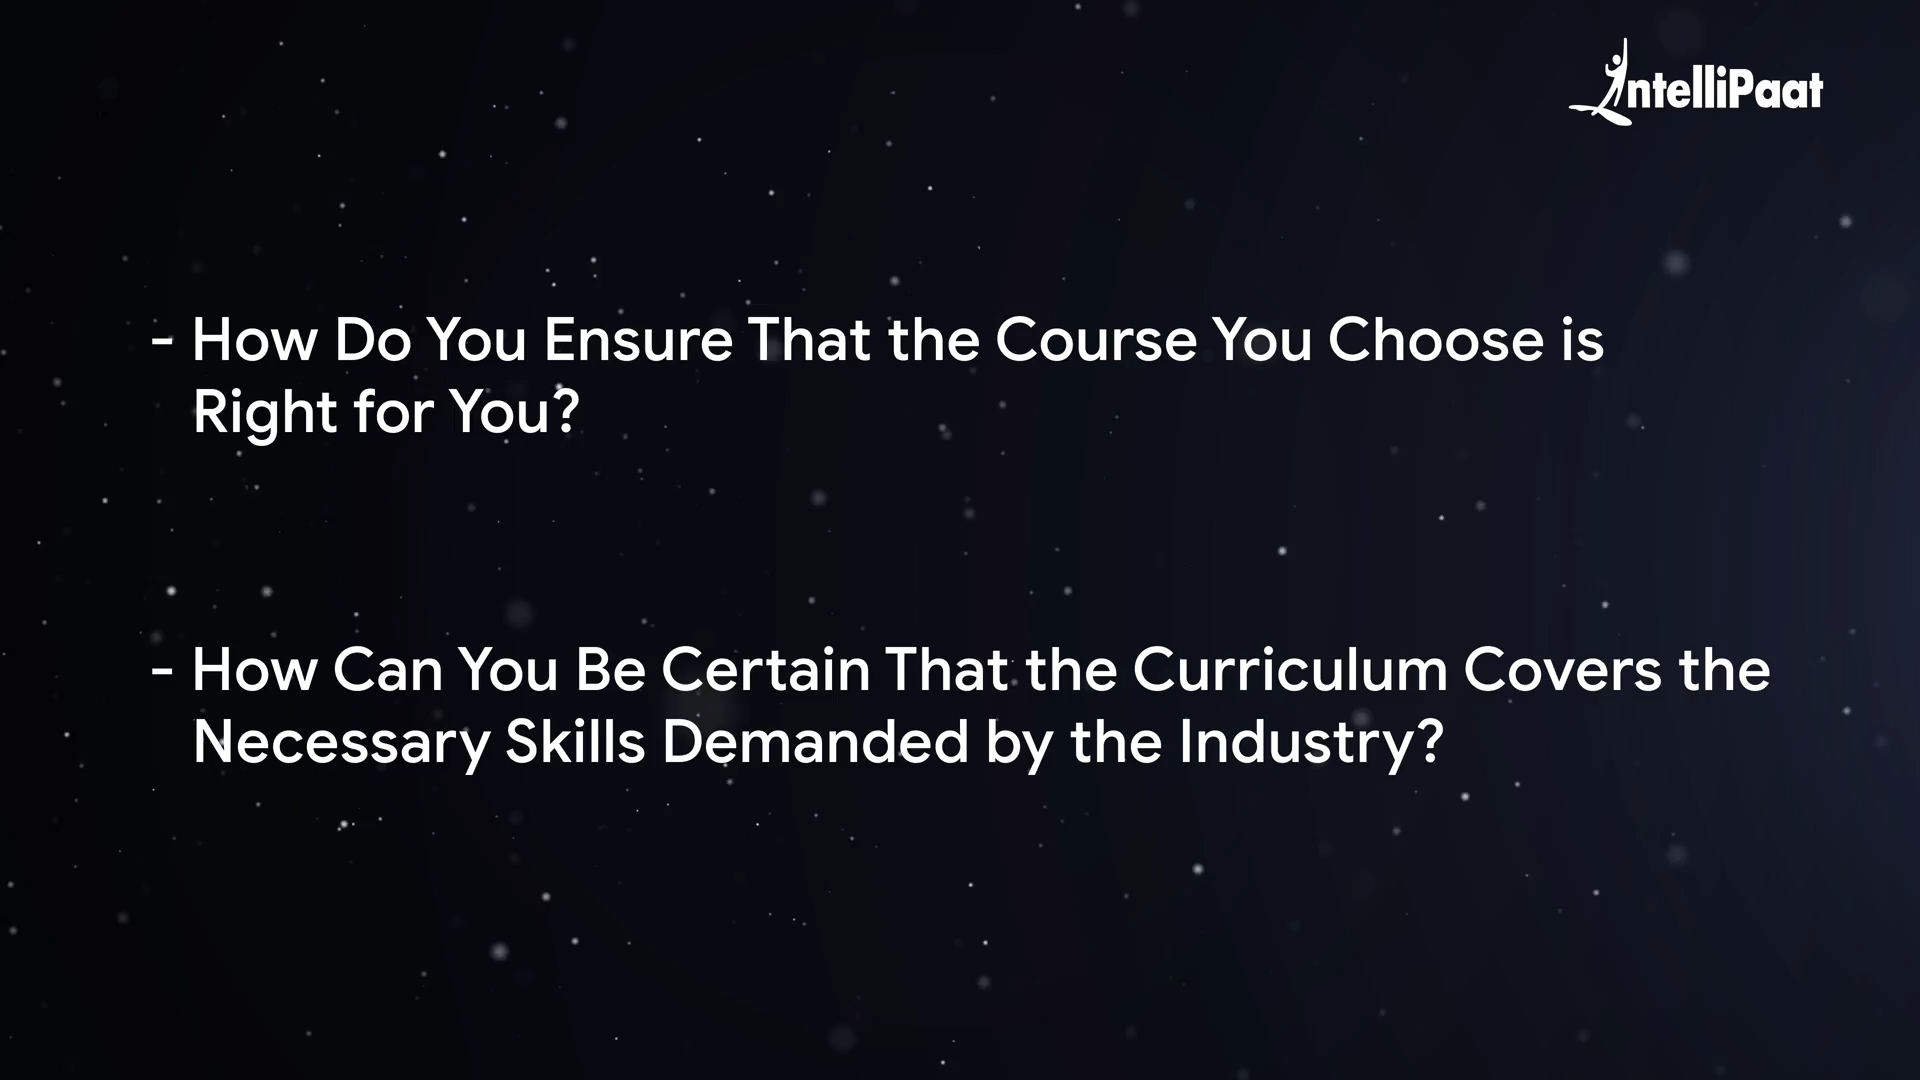 IntelliPaat
- How Do You Ensure That the Course You Choose is
Right for You?
- How Can You Be Certain That the Curriculum Covers the
Necessary Skills Demanded by the Industry?